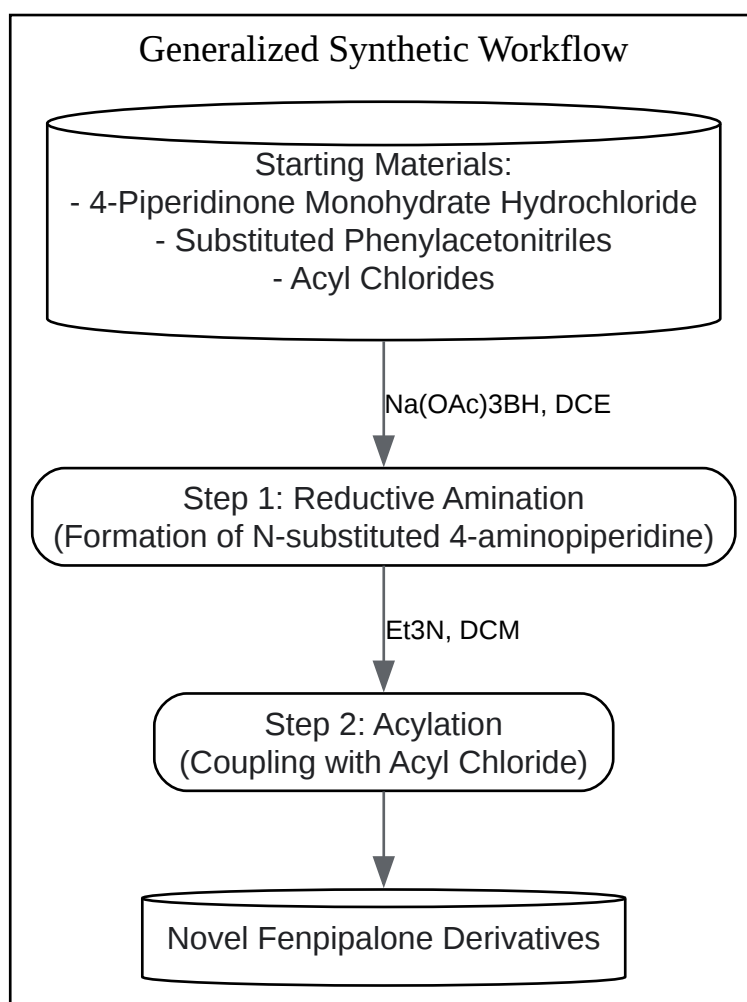 Generalized Synthetic Workflow
Starting Materials:
- 4-Piperidinone Monohydrate Hydrochloride
- Substituted Phenylacetonitriles
- Acyl Chlorides
Na(OAc)3BH, DCE
Step 1: Reductive Amination
(Formation of N-substituted 4-aminopiperidine)
Et3N, DCM
Step 2: Acylation
(Coupling with Acyl Chloride)
Novel Fenpipalone Derivatives